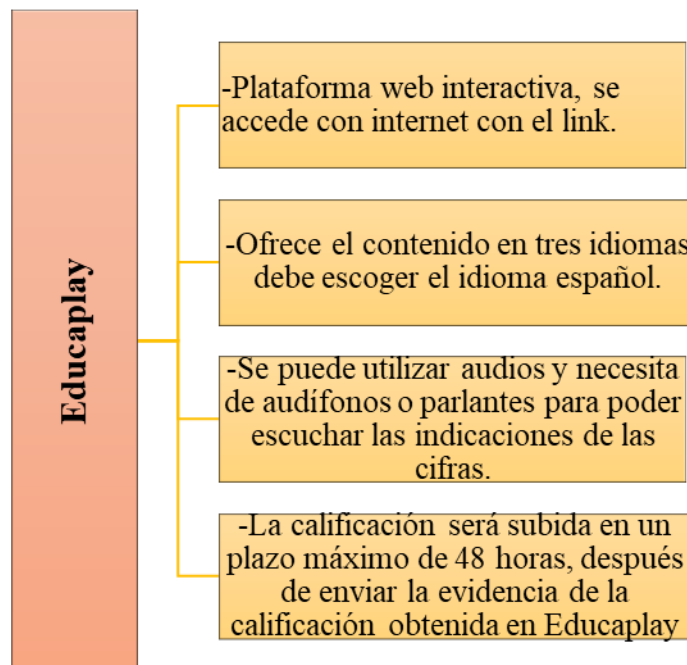 Educaplay
-Plataforma web interactiva, se
accede con internet con el link.
-Ofrece el contenido en tres idiomas
debe escoger el idioma español.
-Se puede utilizar audios y necesita
de audífonos o parlantes para poder
escuchar las indicaciones de las
cifras.
-La calificación será subida en un
plazo máximo de 48 horas, después
de enviar la evidencia de la
calificación obtenida en Educaplay